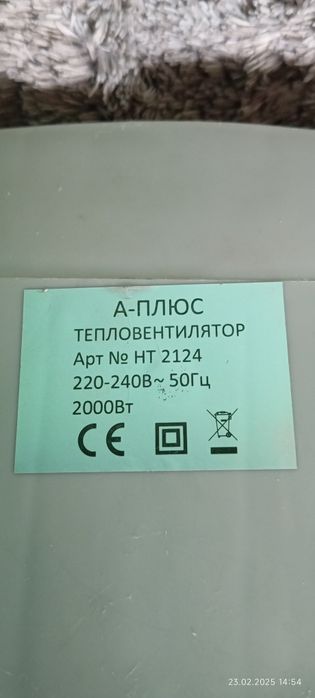 А-ПЛЮС
ТЕПЛОВЕНТИЛЯТОР
Арт № НТ 2124
220-240В~ 50Гц
2000Вт
CE
23.02.2025 14:54